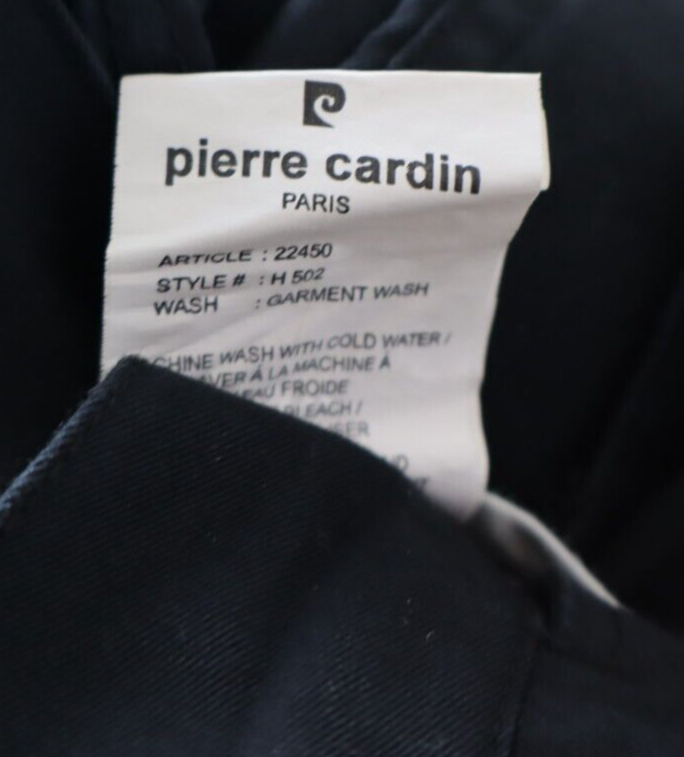 pierre cardin
PARIS
ARTICLE : 22450
STYLE # : H 502
WASH : GARMENT WASH
CHINE WASH WITH COLD WATER /
VER À LA MACHINE À
EAU FROIDE
BLEACH /